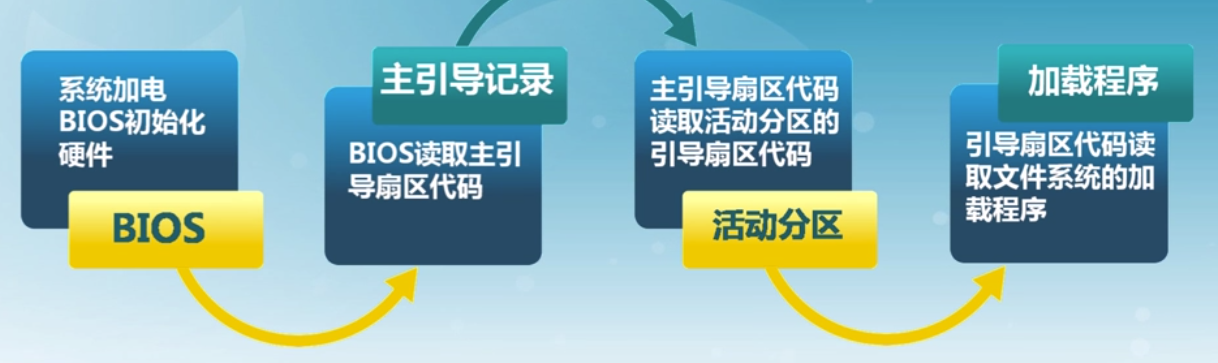 系统加电
BIOS初始化
硬件
BIOS
主引导记录
BIOS读取主引
导扇区代码
主引导扇区代码
读取活动分区的
引导扇区代码
活动分区
加载程序
引导扇区代码读
取文件系统的加
载程序